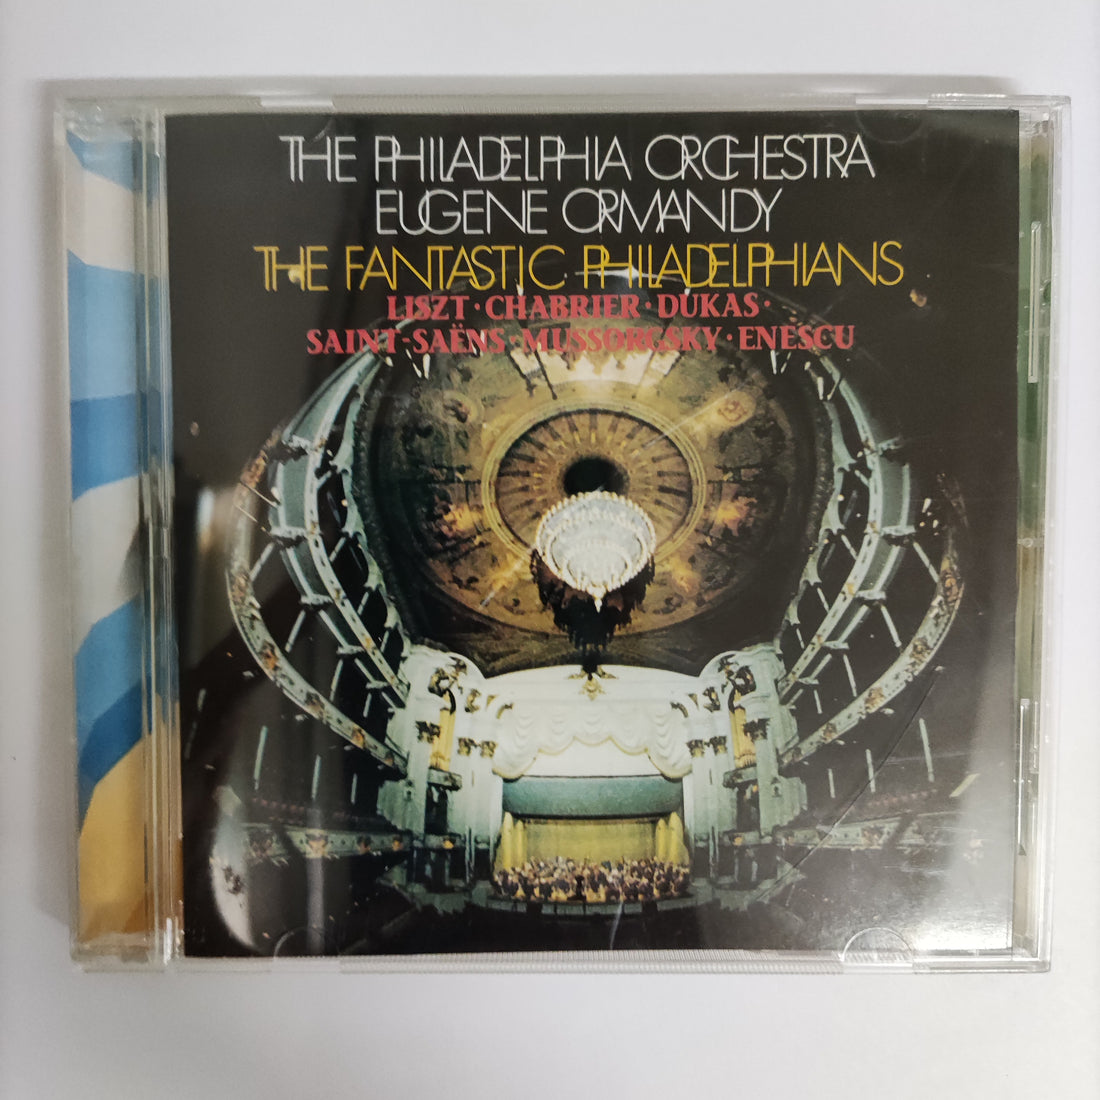 THE PHILADELPHIA ORCHESTRA
EUGENE ORMANDY
THE FANTASTIC PHILADELPHIANS
LISZT · CHABRIER · DUKAS ·
SAINT-SAËNS · MUSSORGSKY · ENESCU